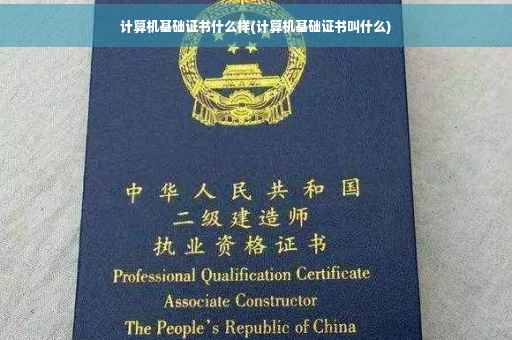 计算机基础证书什么样(计算机基础证书叫什么)
中华人民共和国
二级建造师
执业资格证书
Professional Qualification Certificate
Associate Constructor
The People's Republic of China